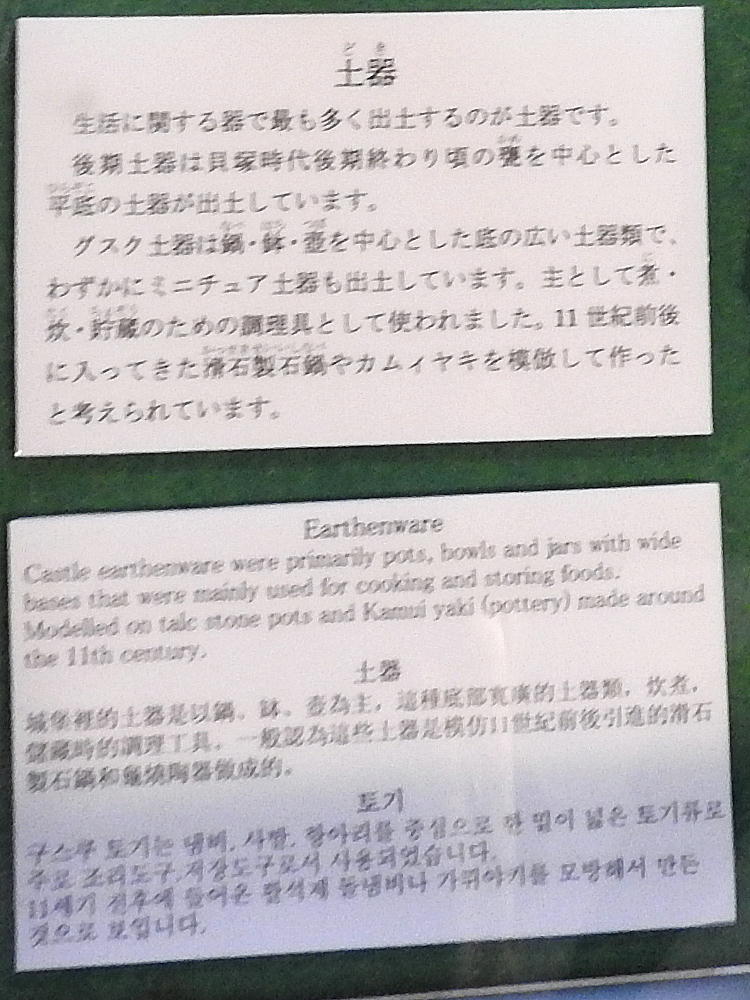 土器
生活に関する器で最も多く出土するのが土器です。
後期土器は貝塚時代後期終わり頃の甕を中心とした
平底の土器が出土しています。
グスク土器は鍋・鉢・壺を中心とした底の広い土器類で、
わずかにミニチュア土器も出土しています。主として煮・
炊・貯蔵のための調理具として使われました。11世紀前後
に入ってきた滑石製石鍋やカムィヤキを模倣して作った
と考えられています。
Earthenware
Castle earthenware were primarily pots, bowls and jars with wide
bases that were mainly used for cooking and storing foods.
Modelled on talc stone pots and Kamui yaki (pottery) made around
the 11th century.
土器
城堡裡的土器是以鍋、鉢、壺為主，這種底部寬廣的土器類，炊煮，
儲藏時的調理工具，一般認為這些土器是模仿11世紀前後引進的滑石
製石鍋和龜燒陶器做成的。
토기
구스쿠 토기는 냄비, 사발, 항아리를 중심으로 한 밑이 넓은 토기류로
주로 조리도구, 저장도구로서 사용되었습니다.
11세기 전후에 들어온 활석제 돌냄비나 가뮈야키를 모방해서 만든
것으로 보입니다.